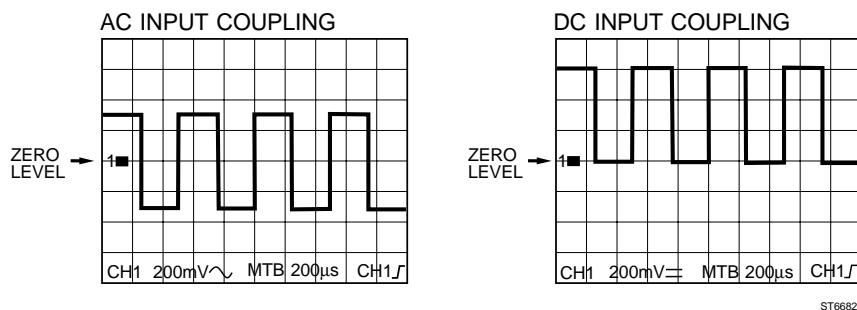 AC INPUT COUPLING
ZERO
LEVEL
1
CH1 200mV MTB 200µs CH1
DC INPUT COUPLING
ZERO
LEVEL
1
CH1 200mV MTB 200µs CH1
ST6682